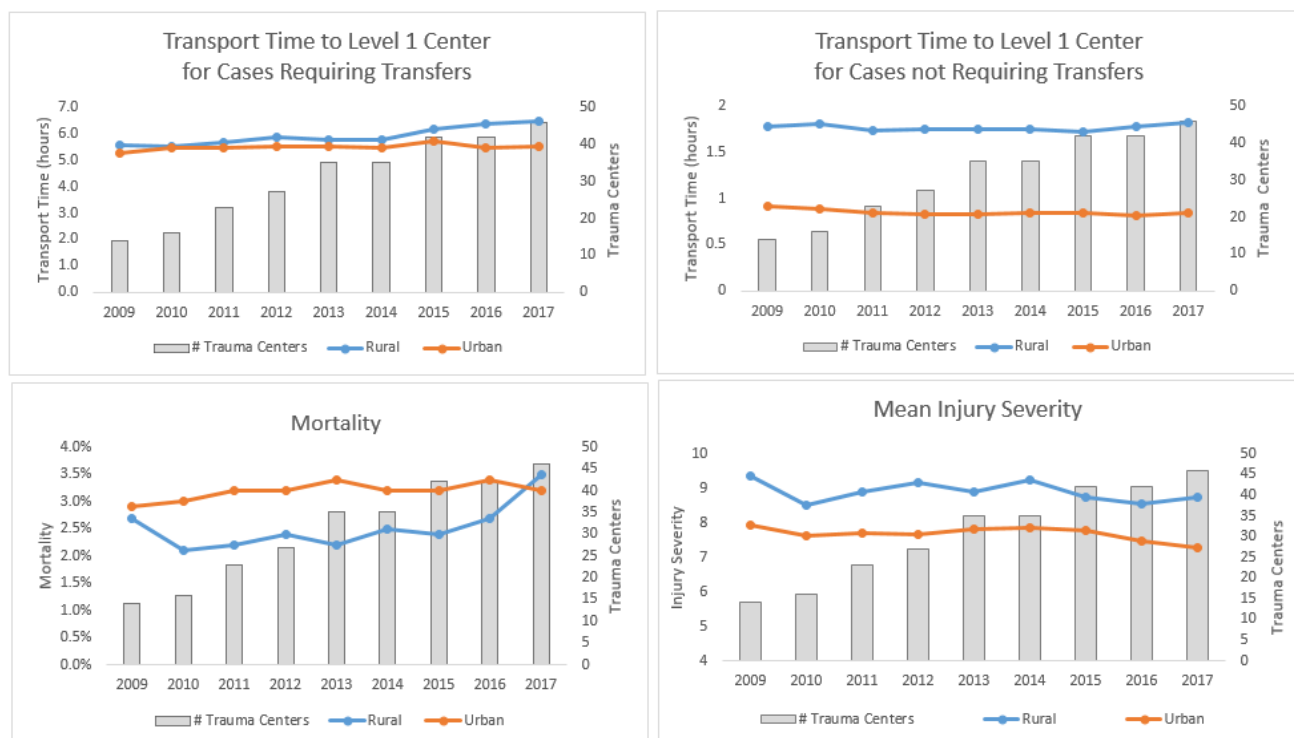 Transport Time to Level 1 Center
for Cases Requiring Transfers
7.0
6.0
5.0
4.0
3.0
2.0
1.0
0.0
Transport Time (hours)
50
40
30
20
10
0
Trauma Centers
2009 2010 2011 2012 2013 2014 2015 2016 2017
# Trauma Centers Rural Urban
Transport Time to Level 1 Center
for Cases not Requiring Transfers
2
1.5
1
0.5
0
Transport Time (hours)
50
40
30
20
10
0
Trauma Centers
2009 2010 2011 2012 2013 2014 2015 2016 2017
# Trauma Centers Rural Urban
Mortality
4.0%
3.5%
3.0%
2.5%
2.0%
1.5%
1.0%
0.5%
0.0%
Mortality
50
45
40
35
30
25
20
15
10
5
0
Trauma Centers
2009 2010 2011 2012 2013 2014 2015 2016 2017
# Trauma Centers Rural Urban
Mean Injury Severity
10
9
8
7
6
5
4
Injury Severity
50
45
40
35
30
25
20
15
10
5
0
Trauma Centers
2009 2010 2011 2012 2013 2014 2015 2016 2017
# Trauma Centers Rural Urban